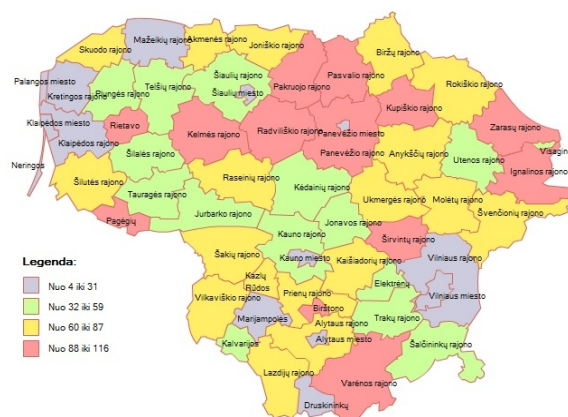 Skuodo rajono
Mažeikių rajono
Akmenės rajono
Joniškio rajono
Biržų rajono
Palangos miesto
Kretingos rajono
Plungės rajono
Telšių rajono
Šiaulių rajono
Šiaulių miesto
Pakruojo rajono
Pasvalio rajono
Rokiškio rajono
Klaipėdos miesto
Klaipėdos rajono
Rietavo
Kelmės rajono
Radviliškio rajono
Panevėžio miesto
Panevėžio rajono
Kupiškio rajono
Zarasų rajono
Visagin
Neringos
Šilalės rajono
Anykščių rajono
Utenos rajono
Ignalinos rajono
Šilutės rajono
Tauragės rajono
Raseinių rajono
Kėdainių rajono
Ukmergės rajono
Molėtų rajono
Švenčionių rajono
Pagėgių
Jurbarko rajono
Jonavos rajono
Kauno rajono
Kauno miesto
Širvintų rajono
Šakių rajono
Kaišiadorių rajono
Vilniaus rajono
Vilniaus miesto
Kazlų
Rūdos
Vilkaviškio rajono
Prienų rajono
Elektrėnų
Birštono
Trakų rajono
Marijampolės
Alytaus rajono
Alytaus miesto
Kalvarijos
Šalčininkų rajono
Lazdijų rajono
Varėnos rajono
Druskininkų
Legenda:
Nuo 4 iki 31
Nuo 32 iki 59
Nuo 60 iki 87
Nuo 88 iki 116